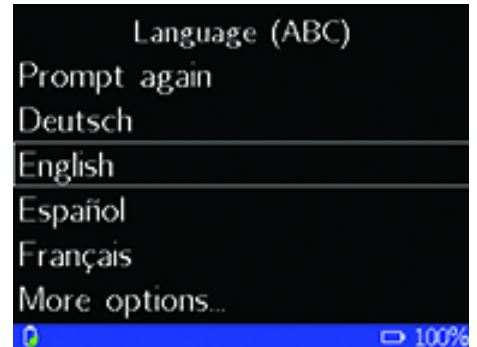 Language (ABC)
Prompt again
Deutsch
English
Español
Français
More options...
100%